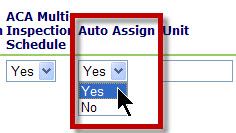 ACA Multi
n Inspection Auto Assign Unit
Schedule
Yes Yes
Yes
No